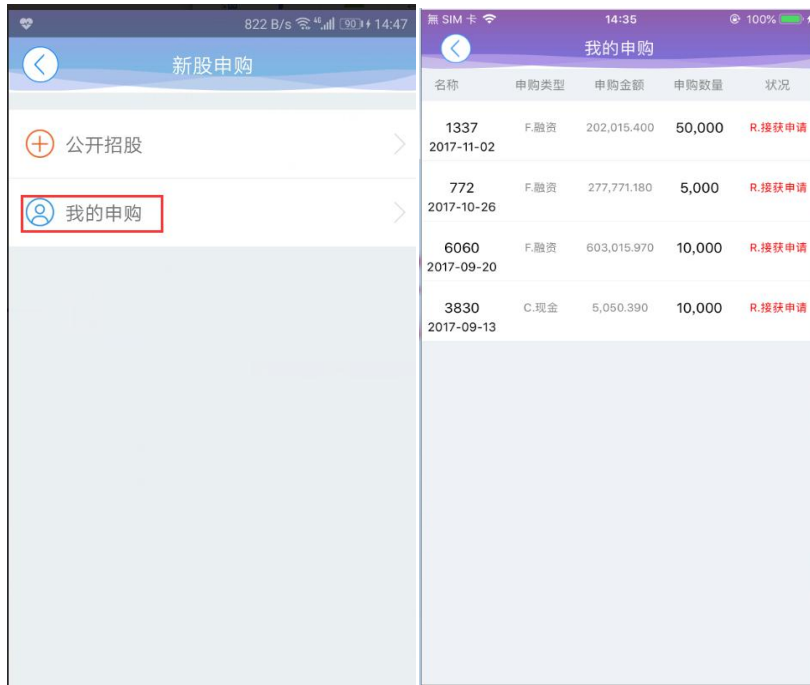 822 B/s 46 90 14:47
新股申购
公开招股
我的申购
無 SIM 卡 14:35 100%
我的申购
名称 申购类型 申购金额 申购数量 状况
1337 F.融资 202,015.400 50,000 R.接获申请
2017-11-02
772 F.融资 277,771.180 5,000 R.接获申请
2017-10-26
6060 F.融资 603,015.970 10,000 R.接获申请
2017-09-20
3830 C.现金 5,050.390 10,000 R.接获申请
2017-09-13